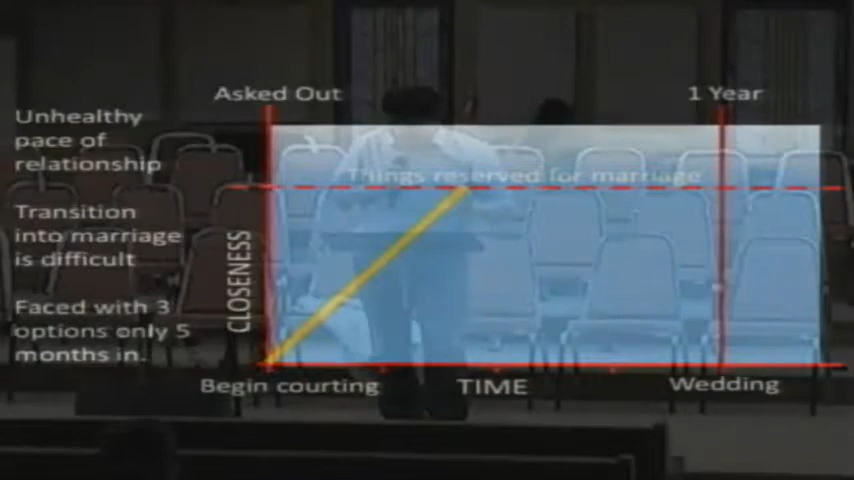 Asked Out
1 Year
Unhealthy
pace of
relationship
Things reserved for marriage
Transition
into marriage
is difficult
CLOSENESS
Faced with 3
options only 5
months in.
Begin courting
TIME
Wedding